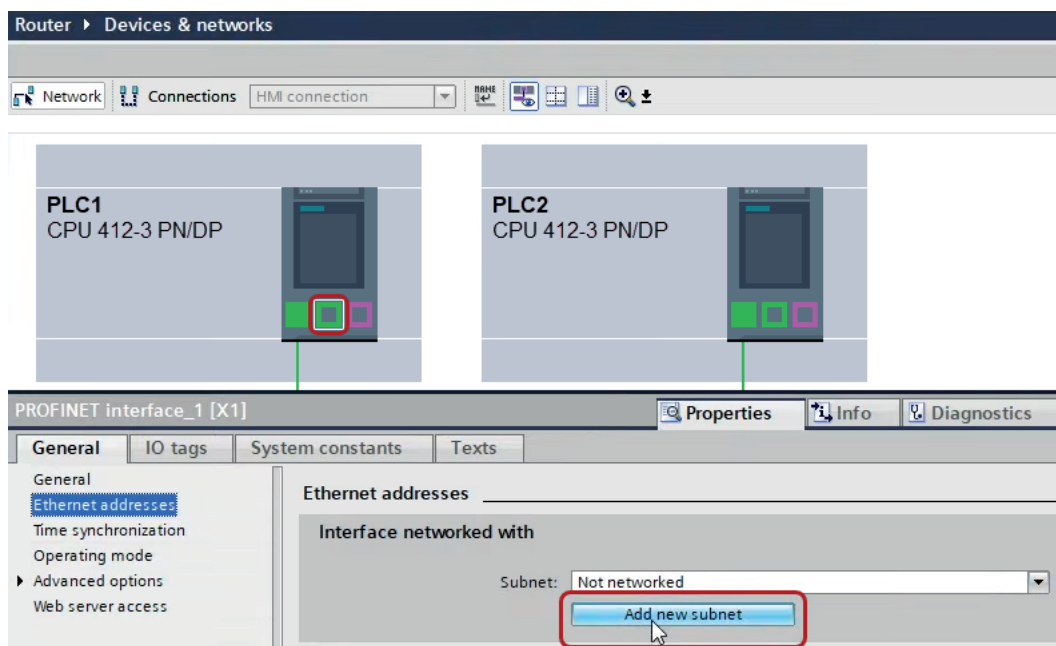 Router ▸ Devices & networks
Network Connections HMI connection
PLC1
CPU 412-3 PN/DP
PLC2
CPU 412-3 PN/DP
PROFINET interface_1 [X1]
Properties Info Diagnostics
General IO tags System constants Texts
General
Ethernet addresses
Time synchronization
Operating mode
Advanced options
Web server access
Ethernet addresses
Interface networked with
Subnet: Not networked
Add new subnet